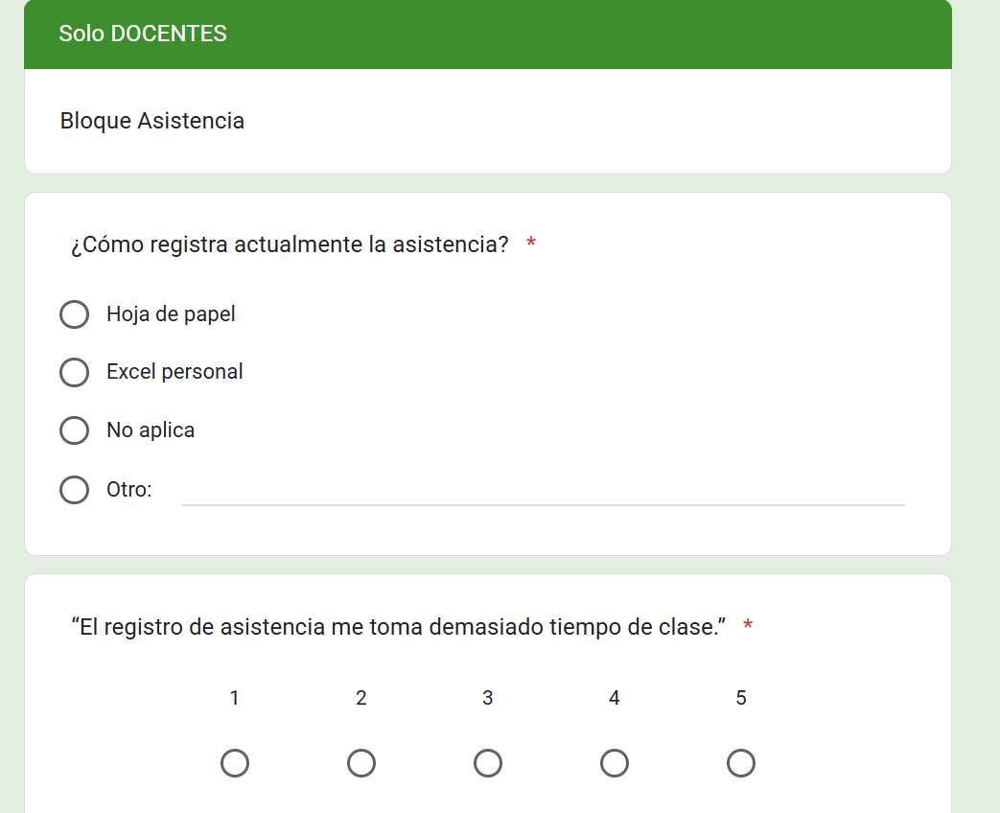 Solo DOCENTES
Bloque Asistencia
¿Cómo registra actualmente la asistencia? *
Hoja de papel
Excel personal
No aplica
Otro:
“El registro de asistencia me toma demasiado tiempo de clase.” *
1 2 3 4 5